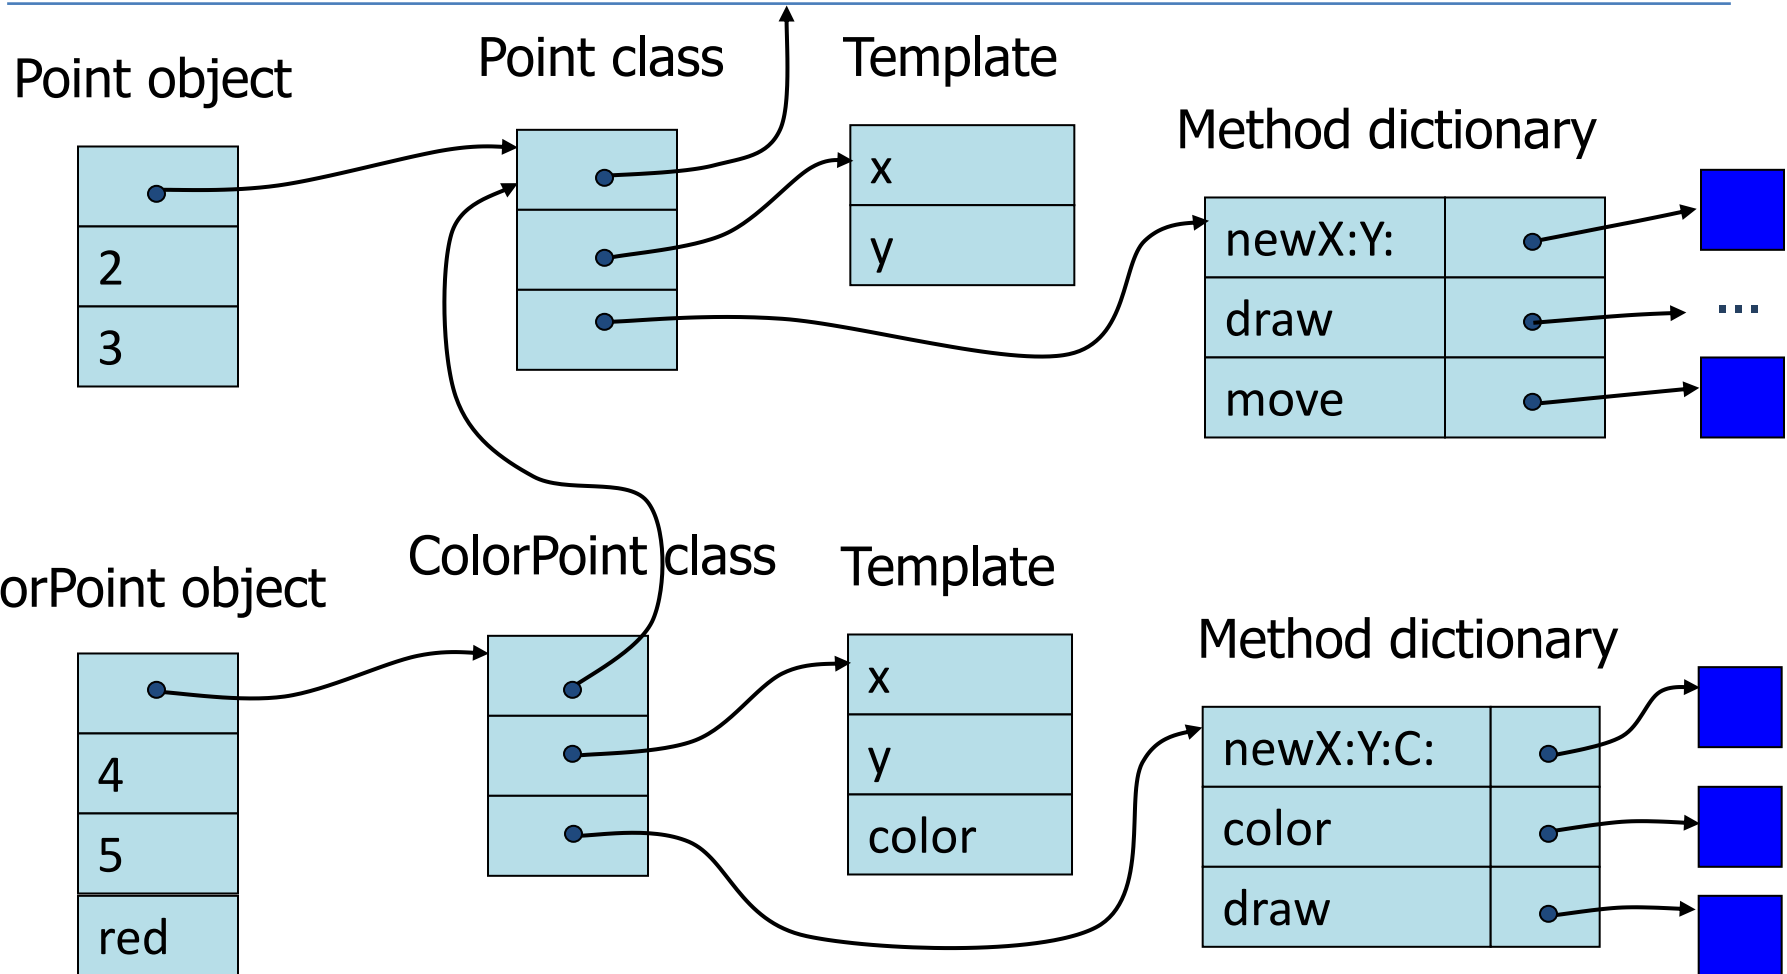 Point object
Point class
Template
Method dictionary
2
3
x
y
newX:Y:
draw
move
...
orPoint object
ColorPoint class
Template
Method dictionary
4
5
red
x
y
color
newX:Y:C:
color
draw